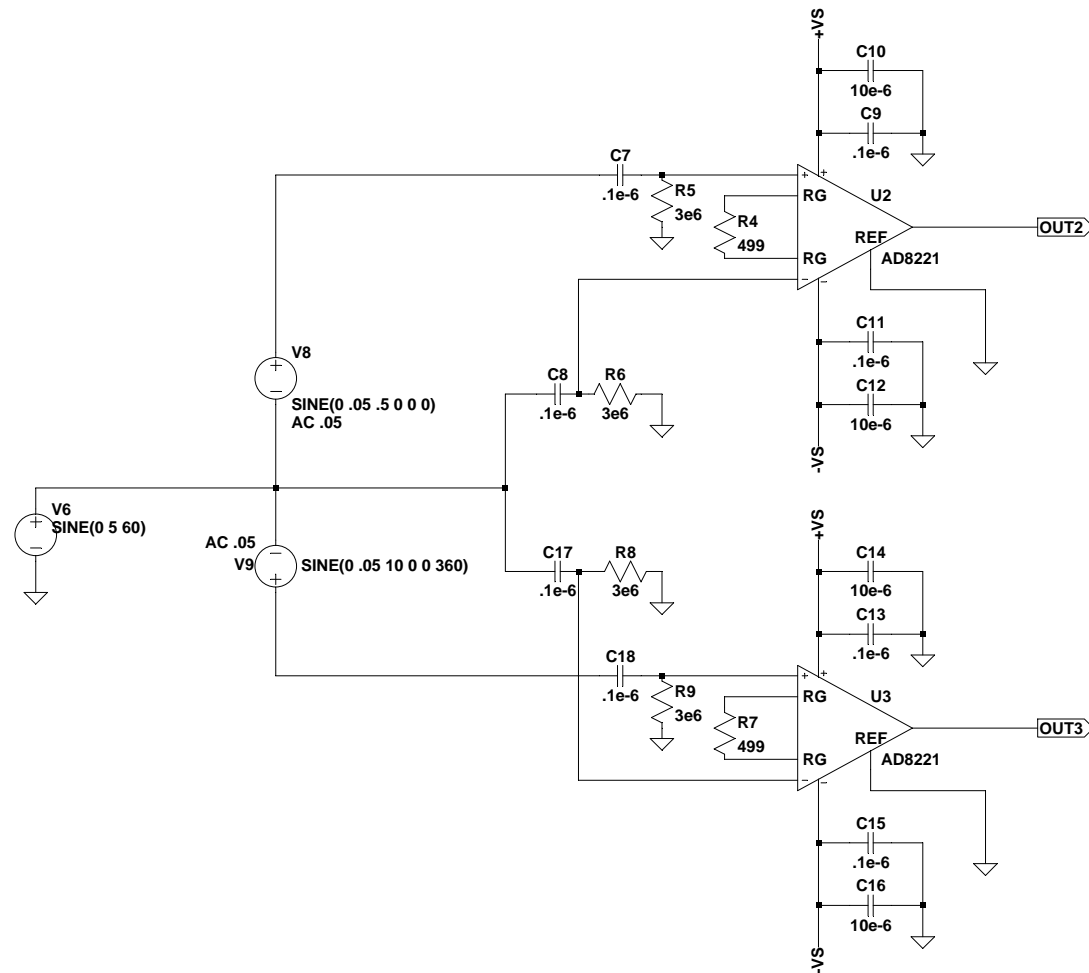 +VS
C10
10e-6
C9
.1e-6
C7
.1e-6
R5
3e6
+
+
RG
U2
R4
499
REF
OUT2
RG
AD8221
-
-
V8
+
-
SINE(0 .05 .5 0 0 0)
AC .05
C8
.1e-6
R6
3e6
C11
.1e-6
C12
10e-6
-VS
V6
+
-
SINE(0 5 60)
AC .05
V9
-
+
SINE(0 .05 10 0 0 360)
C17
.1e-6
R8
3e6
+VS
C14
10e-6
C13
.1e-6
C18
.1e-6
R9
3e6
+
+
RG
U3
R7
499
REF
OUT3
RG
AD8221
-
-
C15
.1e-6
C16
10e-6
-VS